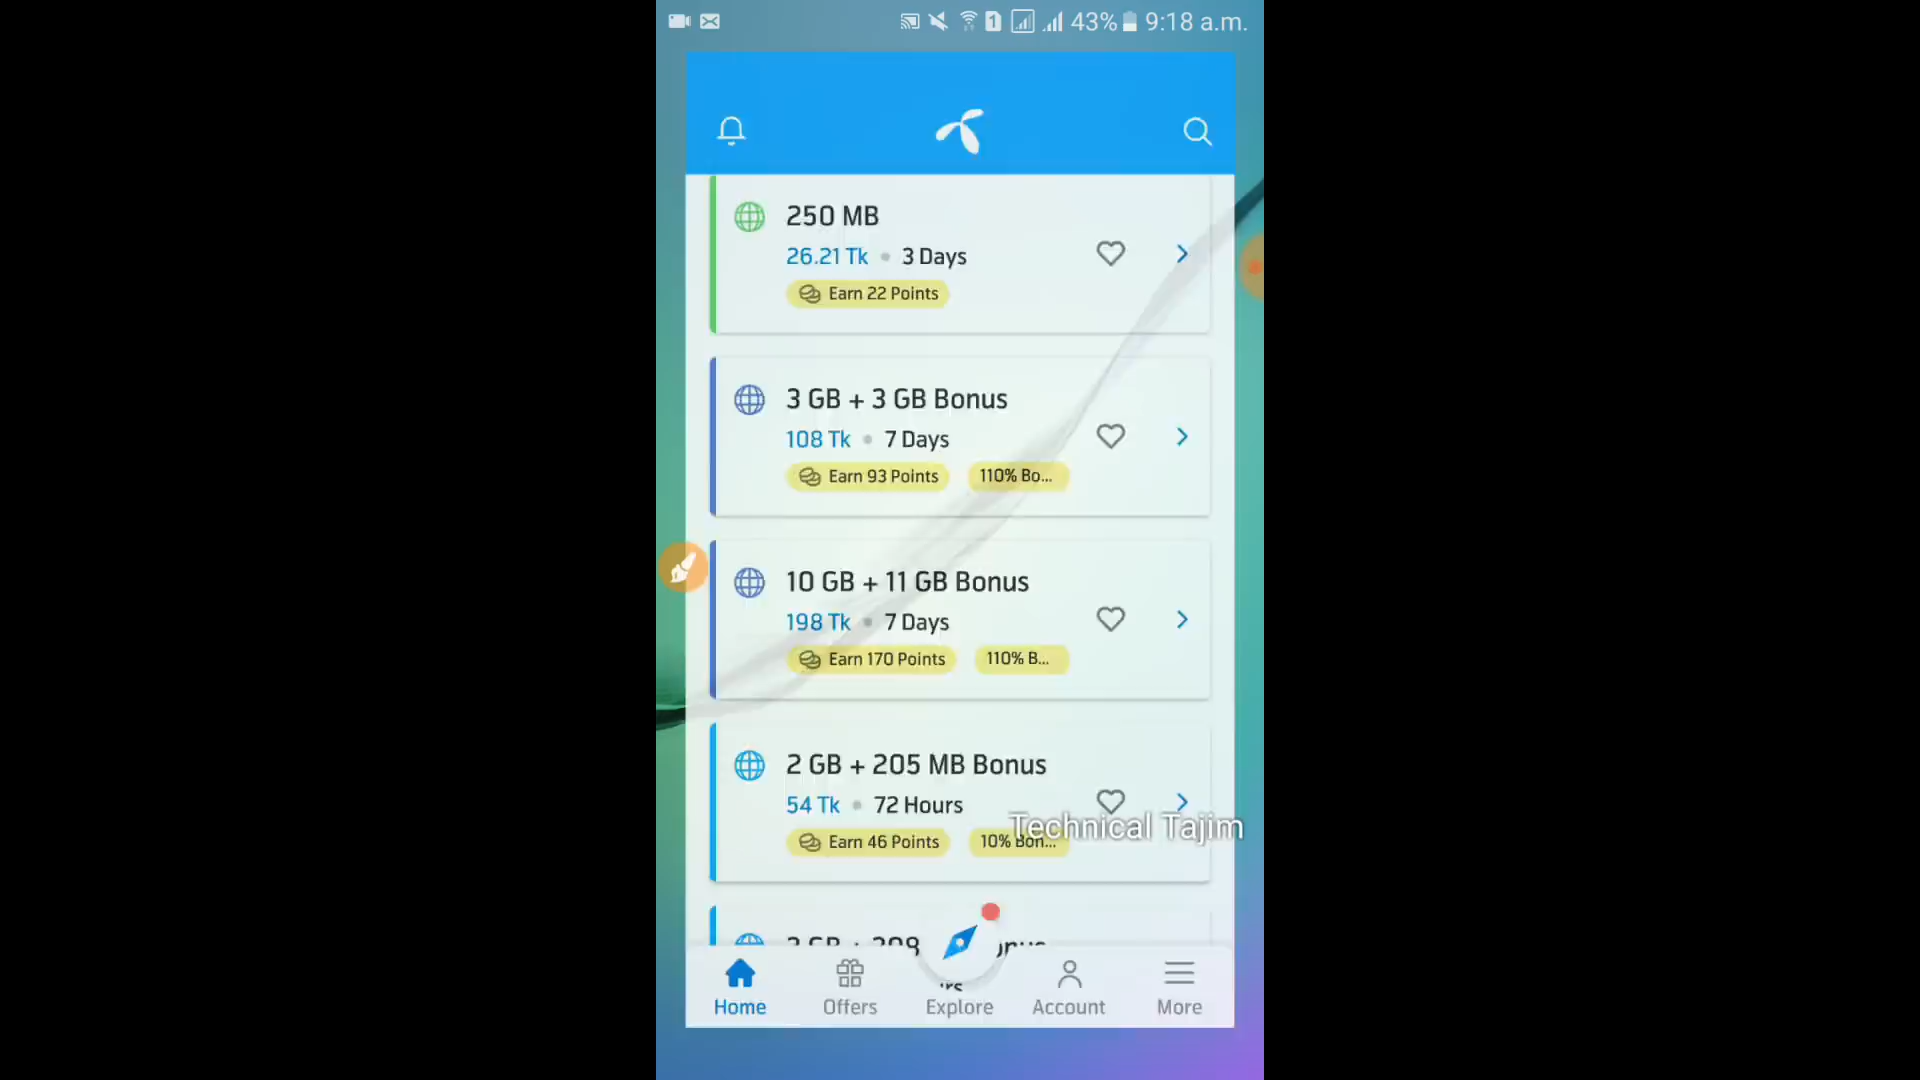 1 43% 9:18 a.m.
250 MB
26.21 Tk • 3 Days
Earn 22 Points
3 GB + 3 GB Bonus
108 Tk • 7 Days
Earn 93 Points 110% Bo...
10 GB + 11 GB Bonus
198 Tk • 7 Days
Earn 170 Points 110% B...
2 GB + 205 MB Bonus
54 Tk • 72 Hours
Technical Tajim
Earn 46 Points 10% Bon...
Home Offers Explore Account More